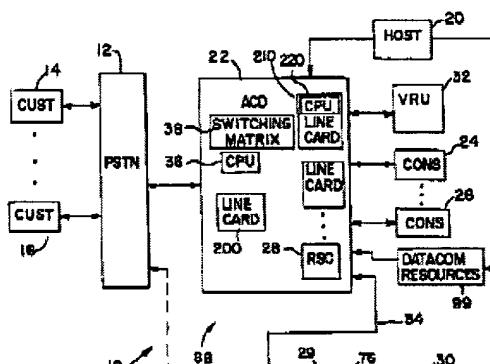 20
HOST
12
22
210
220
14
32
CUST
ACD
CPU
VRU
LINE
CARD
38
SWITCHING
MATRIX
24
36
CPU
CONS
PSTN
LINE
CARD
26
LINE
CARD
CONS
CUST
200
28
RSC
DATACOM
RESOURCES
16
99
34
88
29
76
30